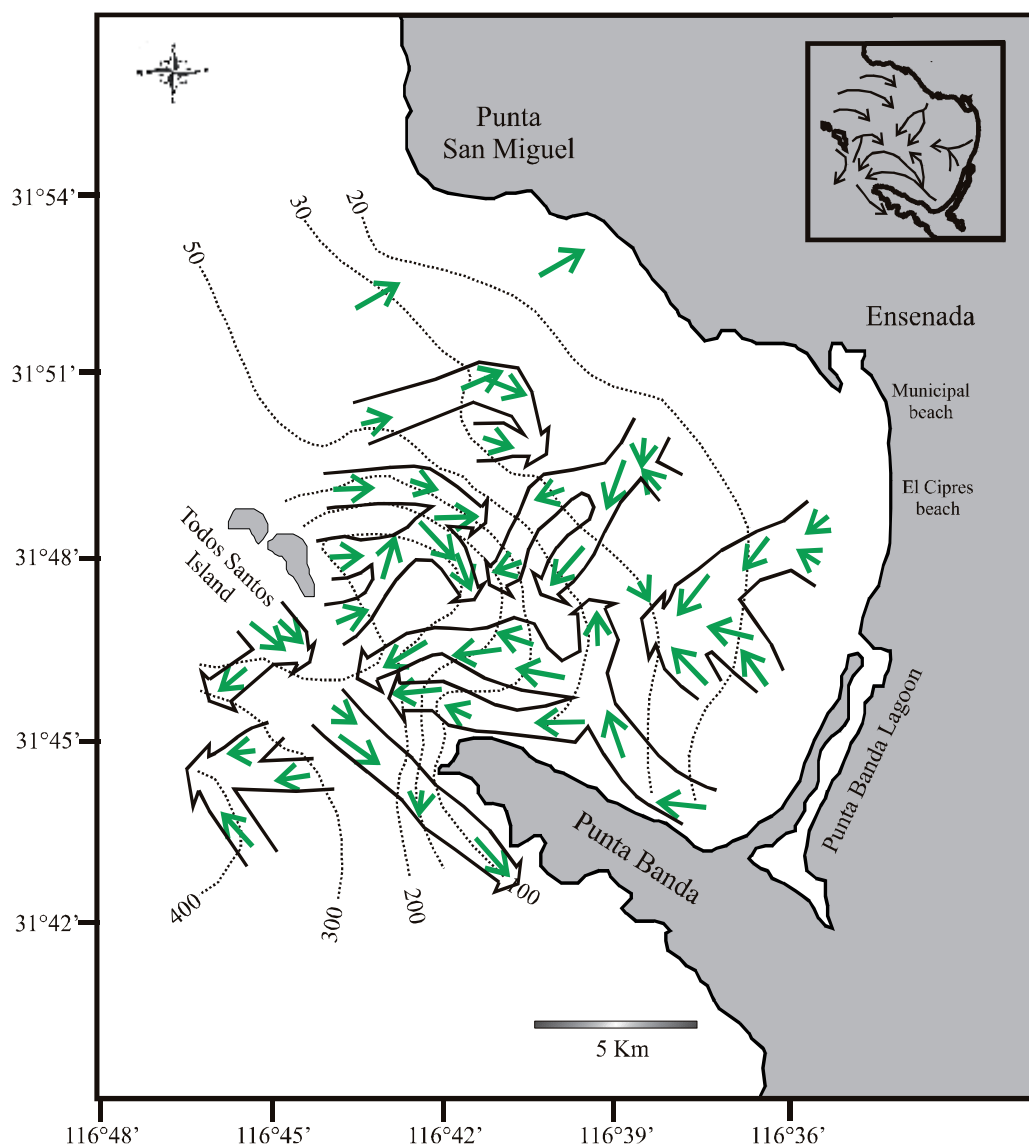 Punta
San Miguel
31°54’
20
30
50
Ensenada
31°51’
Municipal
beach
El Cipres
beach
Todos Santos
Island
31°48’
31°45’
Punta Banda Lagoon
Punta Banda
100
200
300
400
31°42’
5 Km
116°48’
116°45’
116°42’
116°39’
116°36’